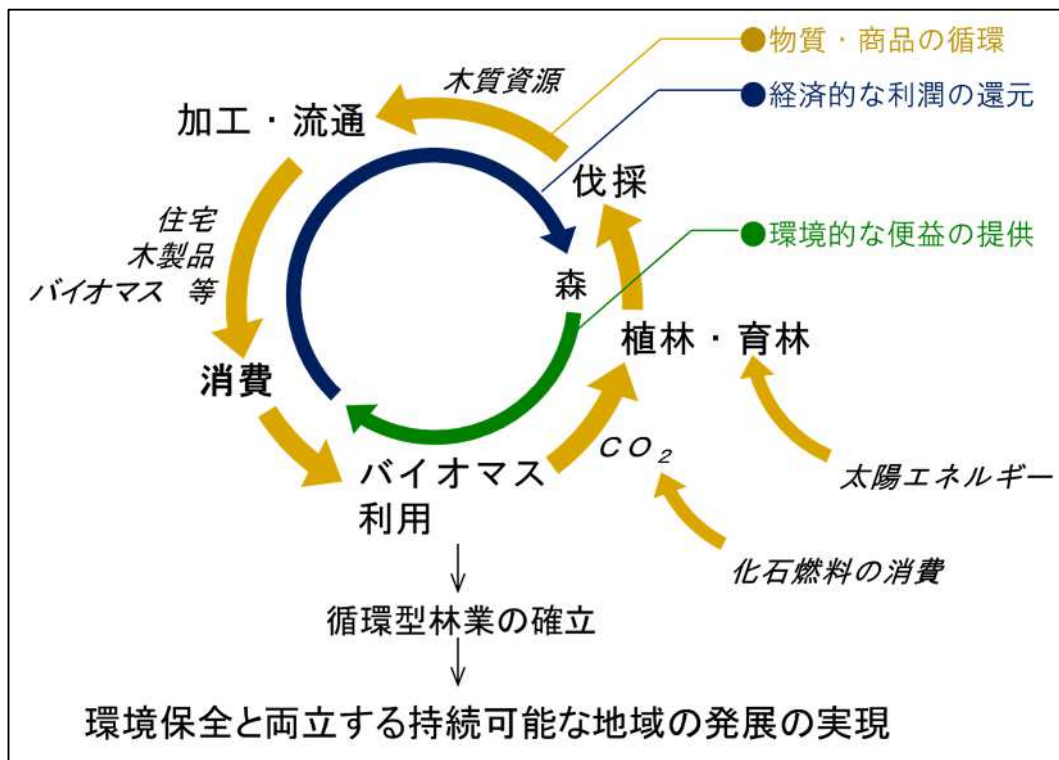 ●物質・商品の循環
木質資源
●経済的な利潤の還元
加工・流通
伐採
住宅
木製品
バイオマス 等
●環境的な便益の提供
森
植林・育林
消費
CO₂
バイオマス
利用
太陽エネルギー
化石燃料の消費
循環型林業の確立
環境保全と両立する持続可能な地域の発展の実現